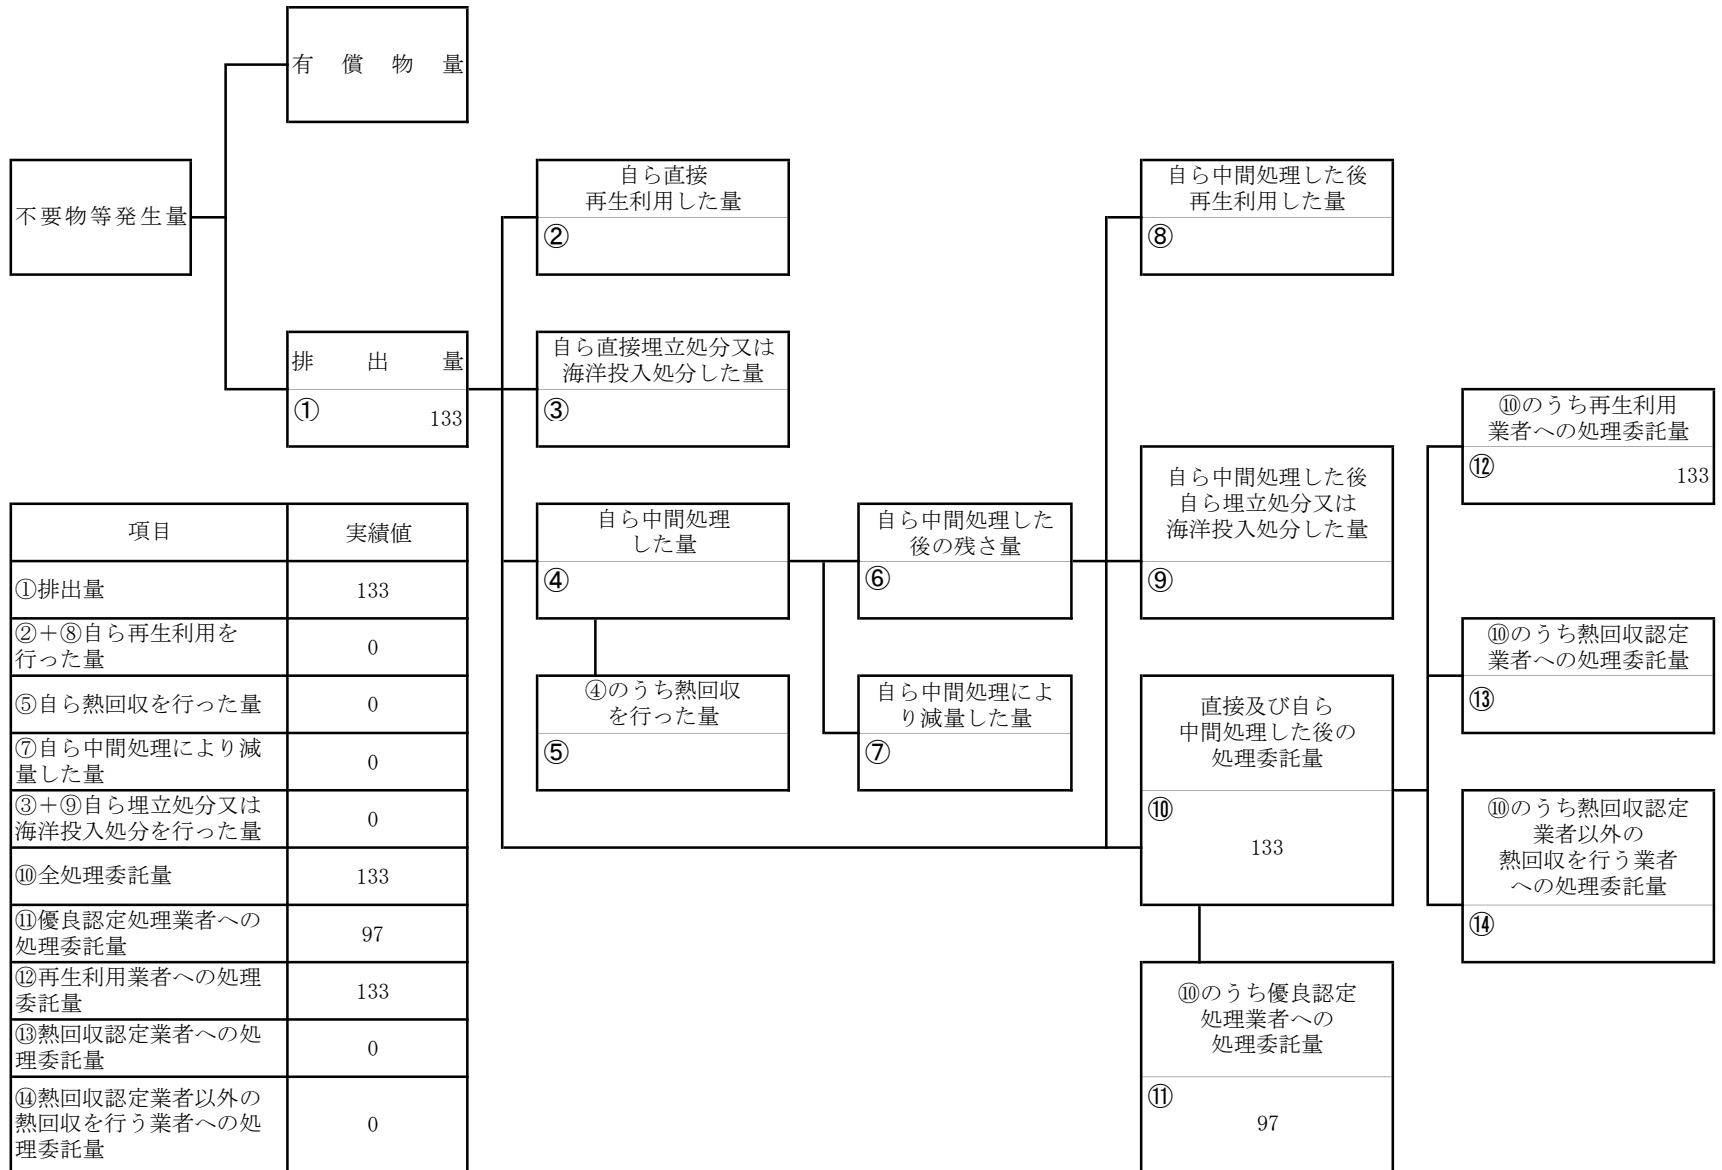 有償物量
不要物等発生量
自ら直接
再生利用した量
②
自ら中間処理した後
再生利用した量
⑧
排出量
①
133
自ら直接埋立処分又は
海洋投入処分した量
③
⑩のうち再生利用
業者への処理委託量
⑫
133
自ら中間処理した後
自ら埋立処分又は
海洋投入処分した量
⑨
自ら中間処理
した量
④
自ら中間処理した
後の残さ量
⑥
⑩のうち熱回収認定
業者への処理委託量
⑬
④のうち熱回収
を行った量
⑤
自ら中間処理によ
り減量した量
⑦
直接及び自ら
中間処理した後の
処理委託量
⑩
133
⑩のうち熱回収認定
業者以外の
熱回収を行う業者
への処理委託量
⑭
⑩のうち優良認定
処理業者への
処理委託量
⑪
97
項目 実績値
①排出量 133
②+⑧自ら再生利用を
行った量 0
⑤自ら熱回収を行った量 0
⑦自ら中間処理により減
量した量 0
③+⑨自ら埋立処分又は
海洋投入処分を行った量 0
⑩全処理委託量 133
⑪優良認定処理業者への
処理委託量 97
⑫再生利用業者への処理
委託量 133
⑬熱回収認定業者への処
理委託量 0
⑭熱回収認定業者以外の
熱回収を行う業者への処 0
理委託量